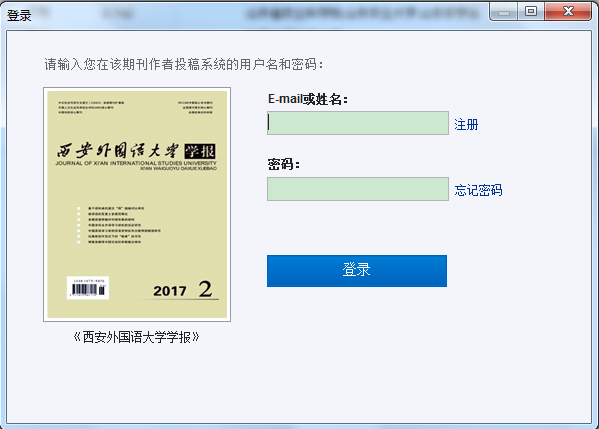 登录
请输入您在该期刊作者投稿系统的用户名和密码：
西安外国语大学学报
JOURNAL OF XI'AN INTERNATIONAL STUDIES UNIVERSITY
XI'AN WAIGUOYU DAXUE XUEBAO
2017 2
《西安外国语大学学报》
E-mail或姓名：
注册
密码：
忘记密码
登录